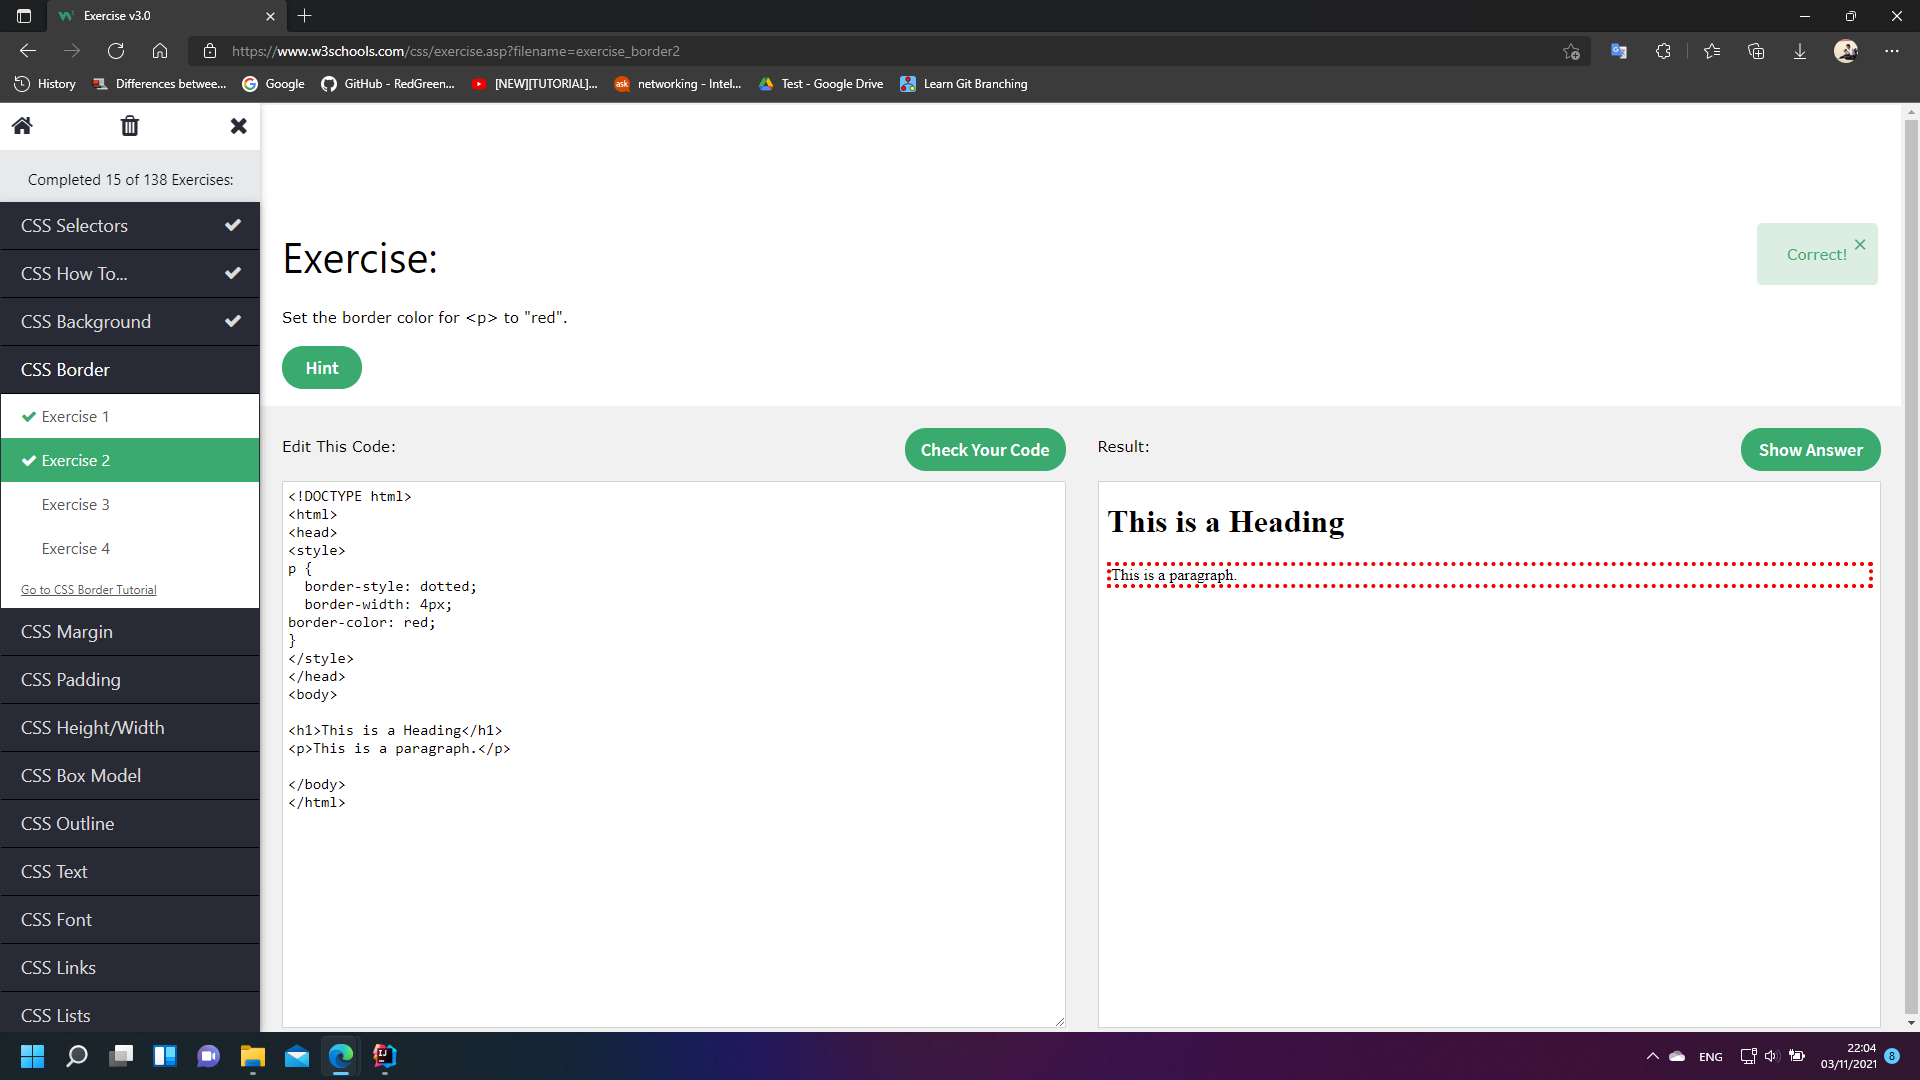 Exercise v3.0
https://www.w3schools.com/css/exercise.asp?filename=exercise_border2
History
Differences betwee...
Google
GitHub - RedGreen...
[NEW][TUTORIAL]...
ask
networking - Intel...
Test - Google Drive
Learn Git Branching
Completed 15 of 138 Exercises:
CSS Selectors
CSS How To...
CSS Background
CSS Border
Exercise 1
Exercise 2
Exercise 3
Exercise 4
Go to CSS Border Tutorial
CSS Margin
CSS Padding
CSS Height/Width
CSS Box Model
CSS Outline
CSS Text
CSS Font
CSS Links
CSS Lists
Exercise:
Correct!
Set the border color for <p> to "red".
Hint
Edit This Code:
Check Your Code
<!DOCTYPE html>
<html>
<head>
<style>
p {
  border-style: dotted;
  border-width: 4px;
border-color: red;
}
</style>
</head>
<body>
<h1>This is a Heading</h1>
<p>This is a paragraph.</p>
</body>
</html>
Result:
Show Answer
This is a Heading
This is a paragraph.
IJ
ENG
22:04
03/11/2021
8